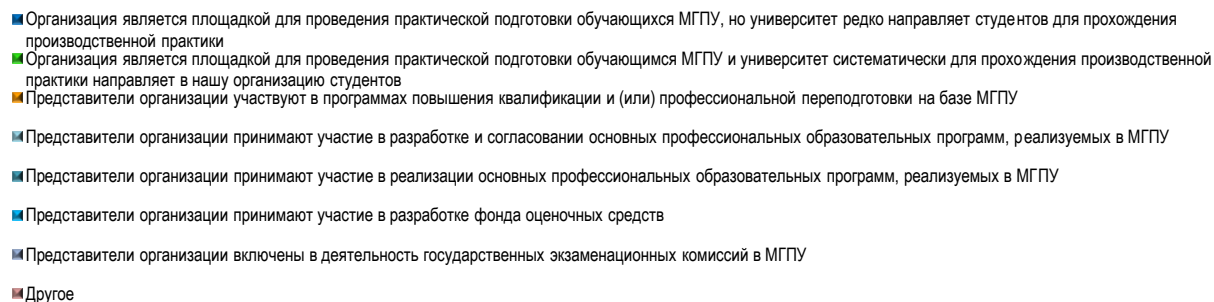 Организация является площадкой для проведения практической подготовки обучающихся МГПУ, но университет редко направляет студентов для прохождения
производственной практики
Организация является площадкой для проведения практической подготовки обучающимся МГПУ и университет систематически для прохождения производственной
практики направляет в нашу организацию студентов
Представители организации участвуют в программах повышения квалификации и (или) профессиональной переподготовки на базе МГПУ
Представители организации принимают участие в разработке и согласовании основных профессиональных образовательных программ, реализуемых в МГПУ
Представители организации принимают участие в реализации основных профессиональных образовательных программ, реализуемых в МГПУ
Представители организации принимают участие в разработке фонда оценочных средств
Представители организации включены в деятельность государственных экзаменационных комиссий в МГПУ
Другое